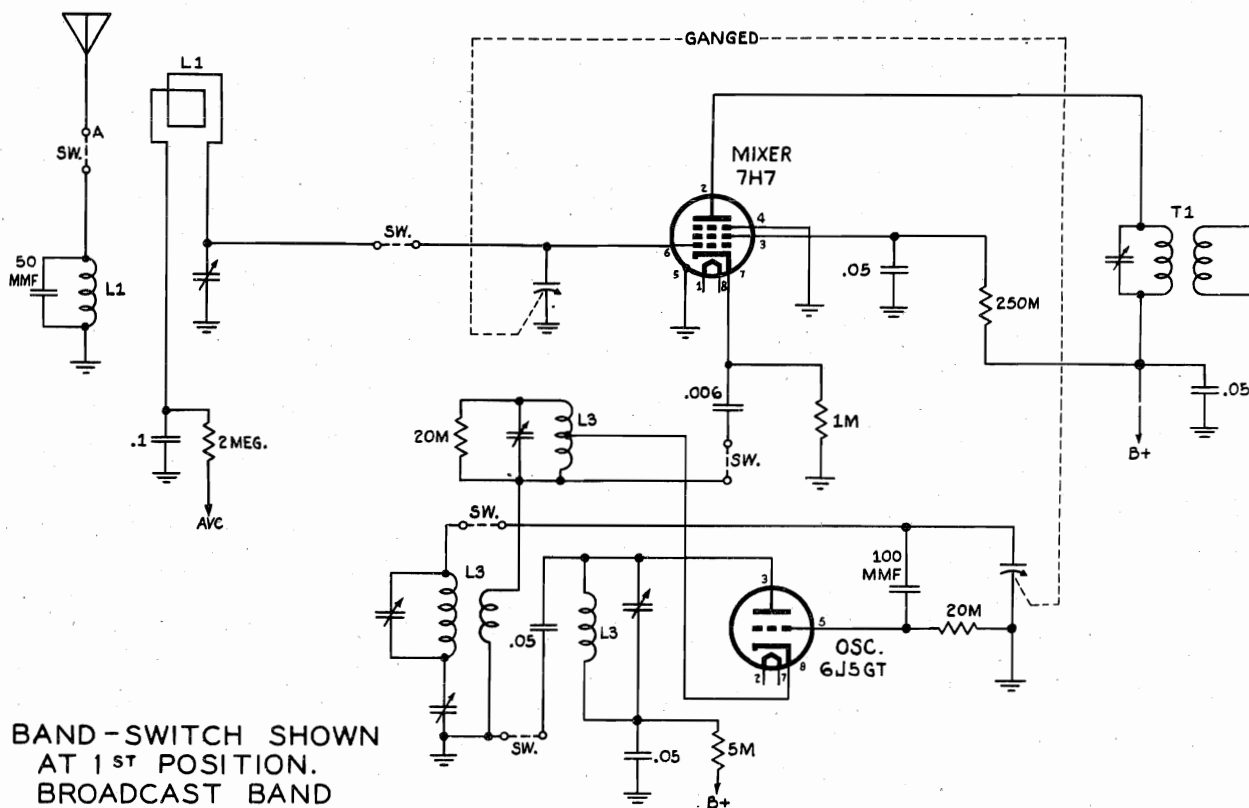 GANGED
L1
A
SW.
MIXER
7H7
2
4
3
6
5
1
8
7
SW.
T1
50
MMF
L1
.05
250M
.006
1M
.05
B+
20M
L3
SW.
.1
2 MEG.
AVC
SW.
L3
.05
L3
100
MMF
3
5
20M
OSC.
6J5GT
2
7
8
SW.
.05
5M
B+
BAND-SWITCH SHOWN
AT 1ST POSITION.
BROADCAST BAND